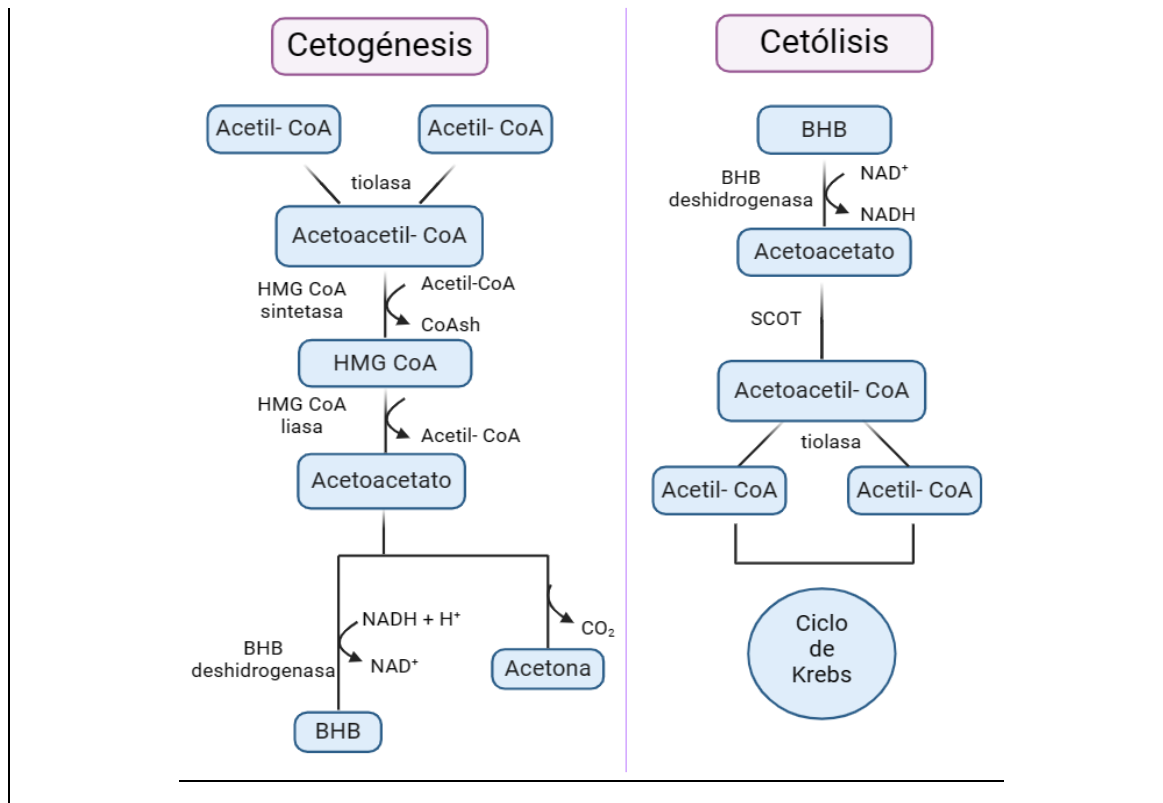 Cetogénesis
Acetil- CoA
Acetil- CoA
tiolasa
Acetoacetil- CoA
HMG CoA
sintetasa
Acetil-CoA
CoAsh
HMG CoA
HMG CoA
liasa
Acetil- CoA
Acetoacetato
NADH + H⁺
BHB
deshidrogenasa
NAD⁺
BHB
CO₂
Acetona
Cetólisis
BHB
BHB
deshidrogenasa
NAD⁺
NADH
Acetoacetato
SCOT
Acetoacetil- CoA
tiolasa
Acetil- CoA
Acetil- CoA
Ciclo
de
Krebs